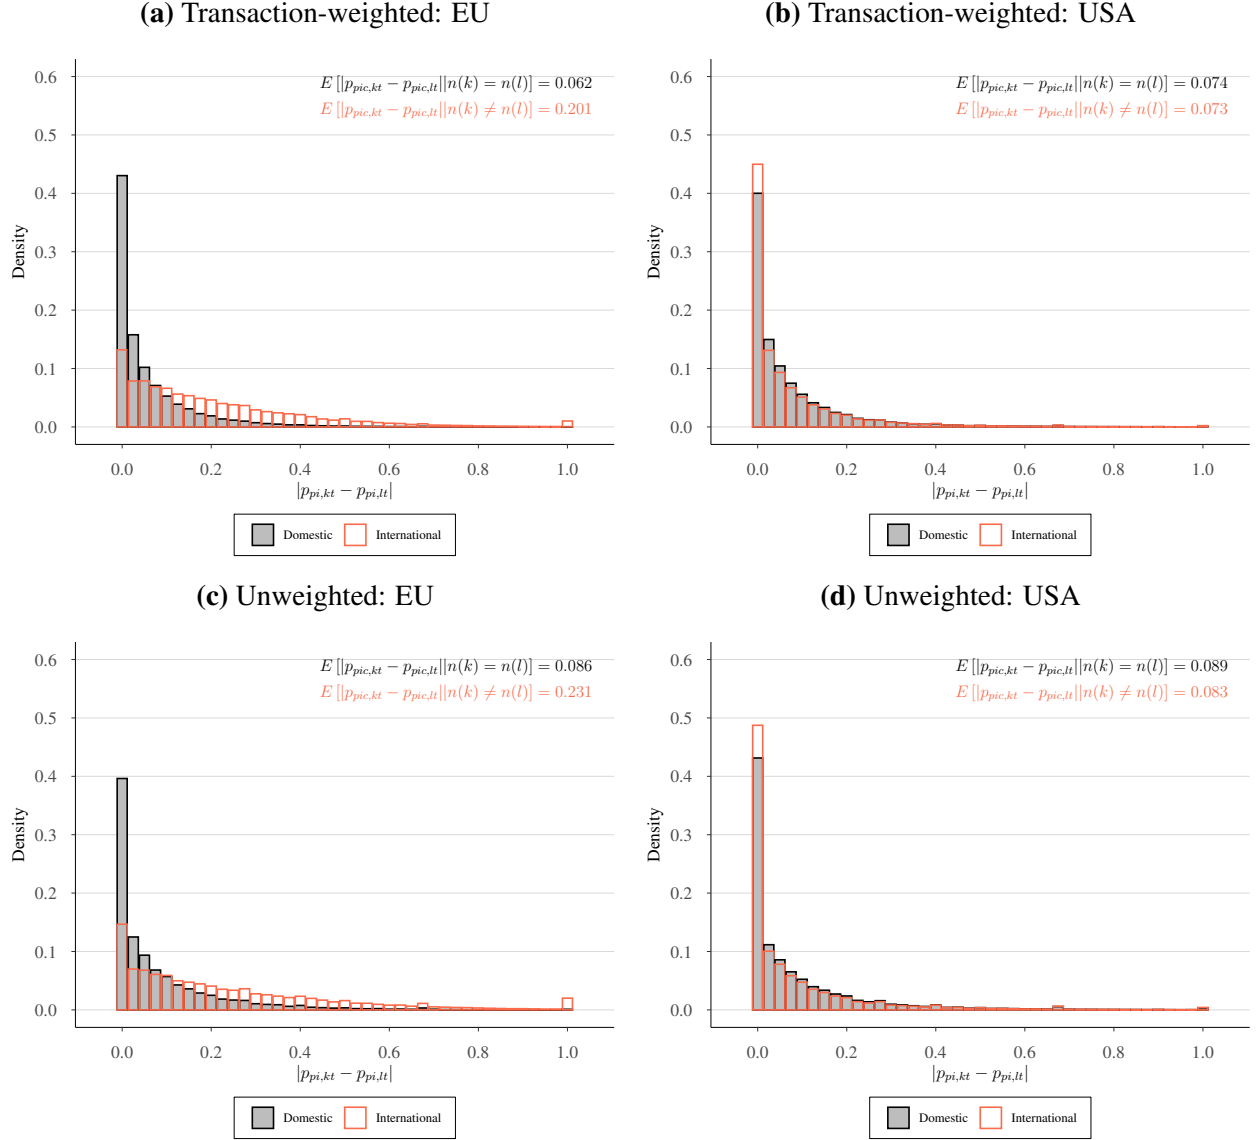 (a) Transaction-weighted: EU
E [|p_{pic,kt} − p_{pic,lt}||n(k) = n(l)] = 0.062
E [|p_{pic,kt} − p_{pic,lt}||n(k) ≠ n(l)] = 0.201
Density
0.6
0.5
0.4
0.3
0.2
0.1
0.0
0.0 0.2 0.4 0.6 0.8 1.0
|p_{pi,kt} − p_{pi,lt}|
Domestic International
(b) Transaction-weighted: USA
E [|p_{pic,kt} − p_{pic,lt}||n(k) = n(l)] = 0.074
E [|p_{pic,kt} − p_{pic,lt}||n(k) ≠ n(l)] = 0.073
Density
0.6
0.5
0.4
0.3
0.2
0.1
0.0
0.0 0.2 0.4 0.6 0.8 1.0
|p_{pi,kt} − p_{pi,lt}|
Domestic International
(c) Unweighted: EU
E [|p_{pic,kt} − p_{pic,lt}||n(k) = n(l)] = 0.086
E [|p_{pic,kt} − p_{pic,lt}||n(k) ≠ n(l)] = 0.231
Density
0.6
0.5
0.4
0.3
0.2
0.1
0.0
0.0 0.2 0.4 0.6 0.8 1.0
|p_{pi,kt} − p_{pi,lt}|
Domestic International
(d) Unweighted: USA
E [|p_{pic,kt} − p_{pic,lt}||n(k) = n(l)] = 0.089
E [|p_{pic,kt} − p_{pic,lt}||n(k) ≠ n(l)] = 0.083
Density
0.6
0.5
0.4
0.3
0.2
0.1
0.0
0.0 0.2 0.4 0.6 0.8 1.0
|p_{pi,kt} − p_{pi,lt}|
Domestic International